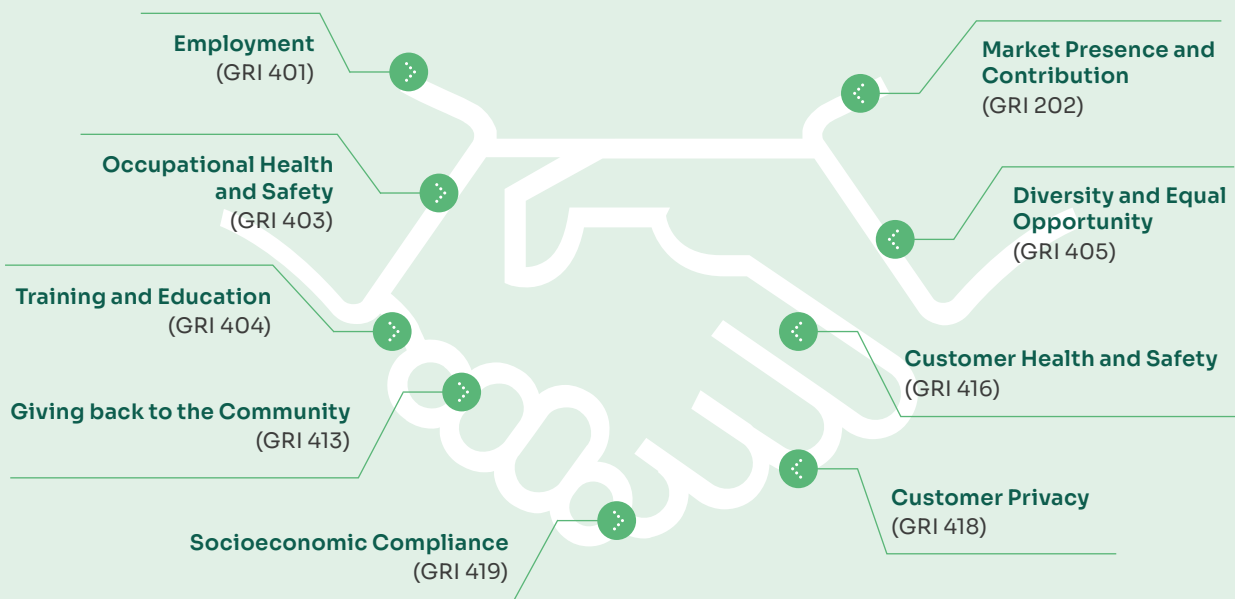 Employment
(GRI 401)
Occupational Health
and Safety
(GRI 403)
Training and Education
(GRI 404)
Giving back to the Community
(GRI 413)
Socioeconomic Compliance
(GRI 419)
Market Presence and
Contribution
(GRI 202)
Diversity and Equal
Opportunity
(GRI 405)
Customer Health and Safety
(GRI 416)
Customer Privacy
(GRI 418)